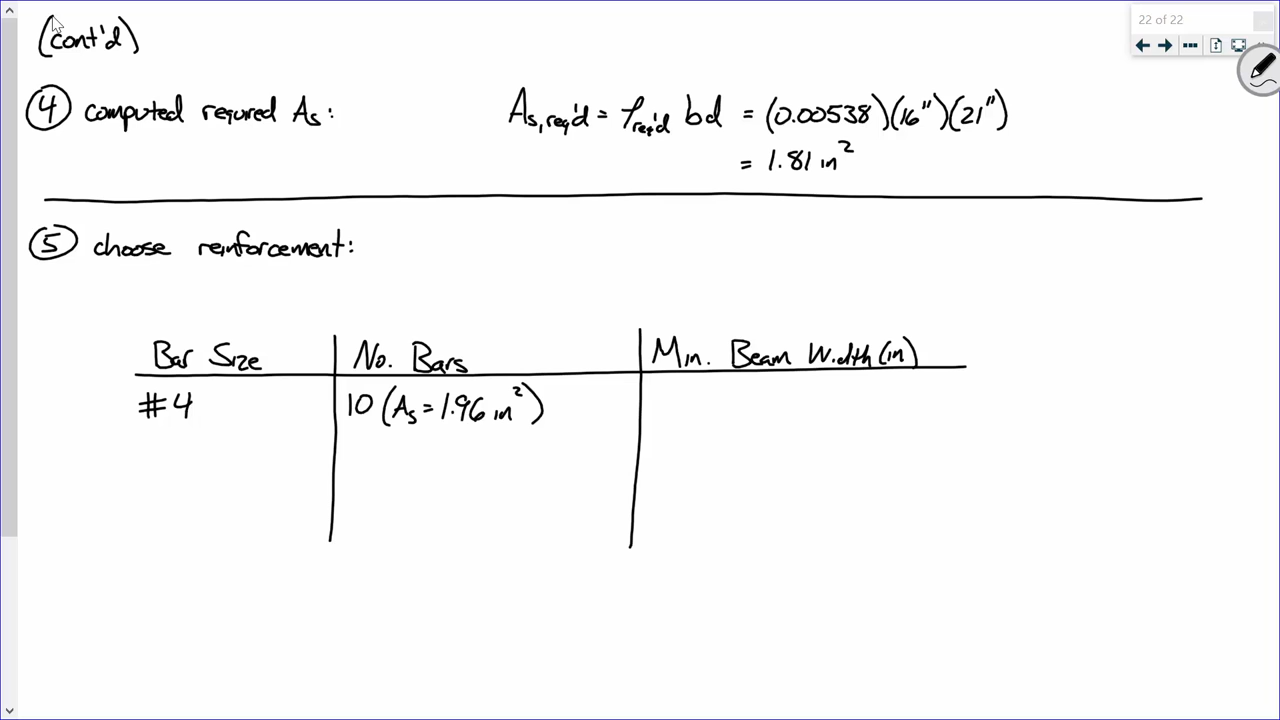 22 of 22
(cont'd)
④ computed required As: As,req'd = ρreq'd bd = (0.00538)(16")(21")
= 1.81 in²
⑤ choose reinforcement:
Bar Size No. Bars Min. Beam Width (in)
#4 10 (As = 1.96 in²)